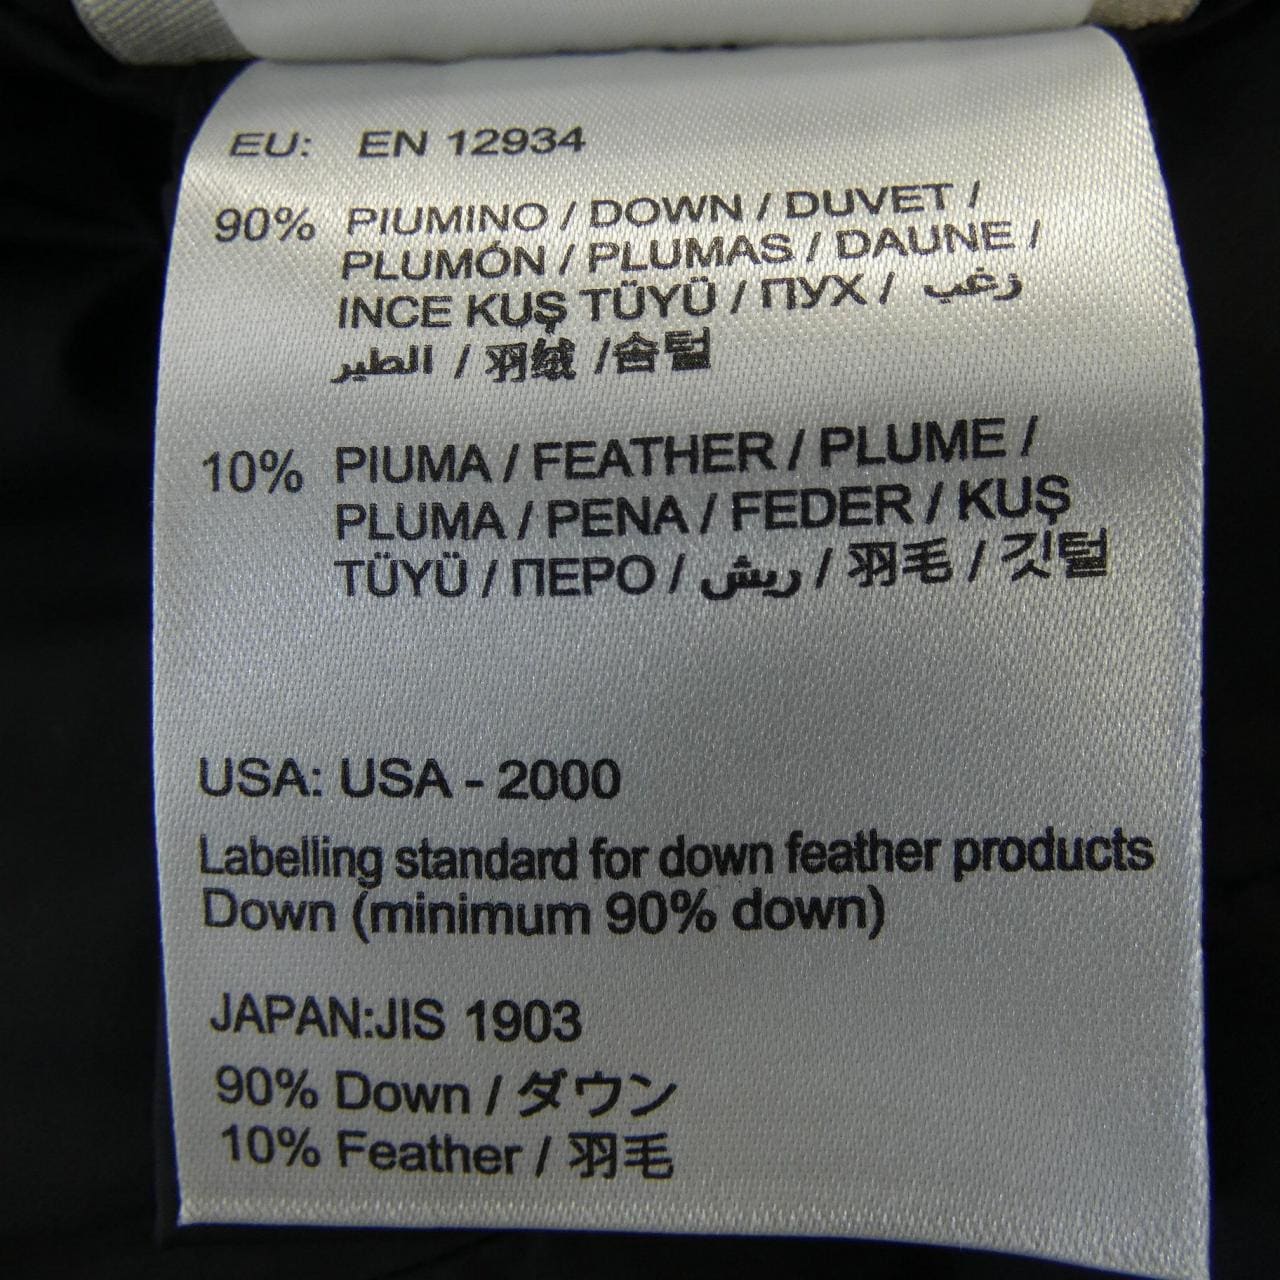 EU: EN 12934
90% PIUMINO / DOWN / DUVET /
PLUMÓN / PLUMAS / DAUNE /
INCE KUŞ TÜYÜ / ПУХ / زغب
الطير / 羽绒 /솜털
10% PIUMA / FEATHER / PLUME /
PLUMA / PENA / FEDER / KUŞ
TÜYÜ / ПЕРО / ريش / 羽毛 / 깃털
USA: USA - 2000
Labelling standard for down feather products
Down (minimum 90% down)
JAPAN:JIS 1903
90% Down / ダウン
10% Feather / 羽毛